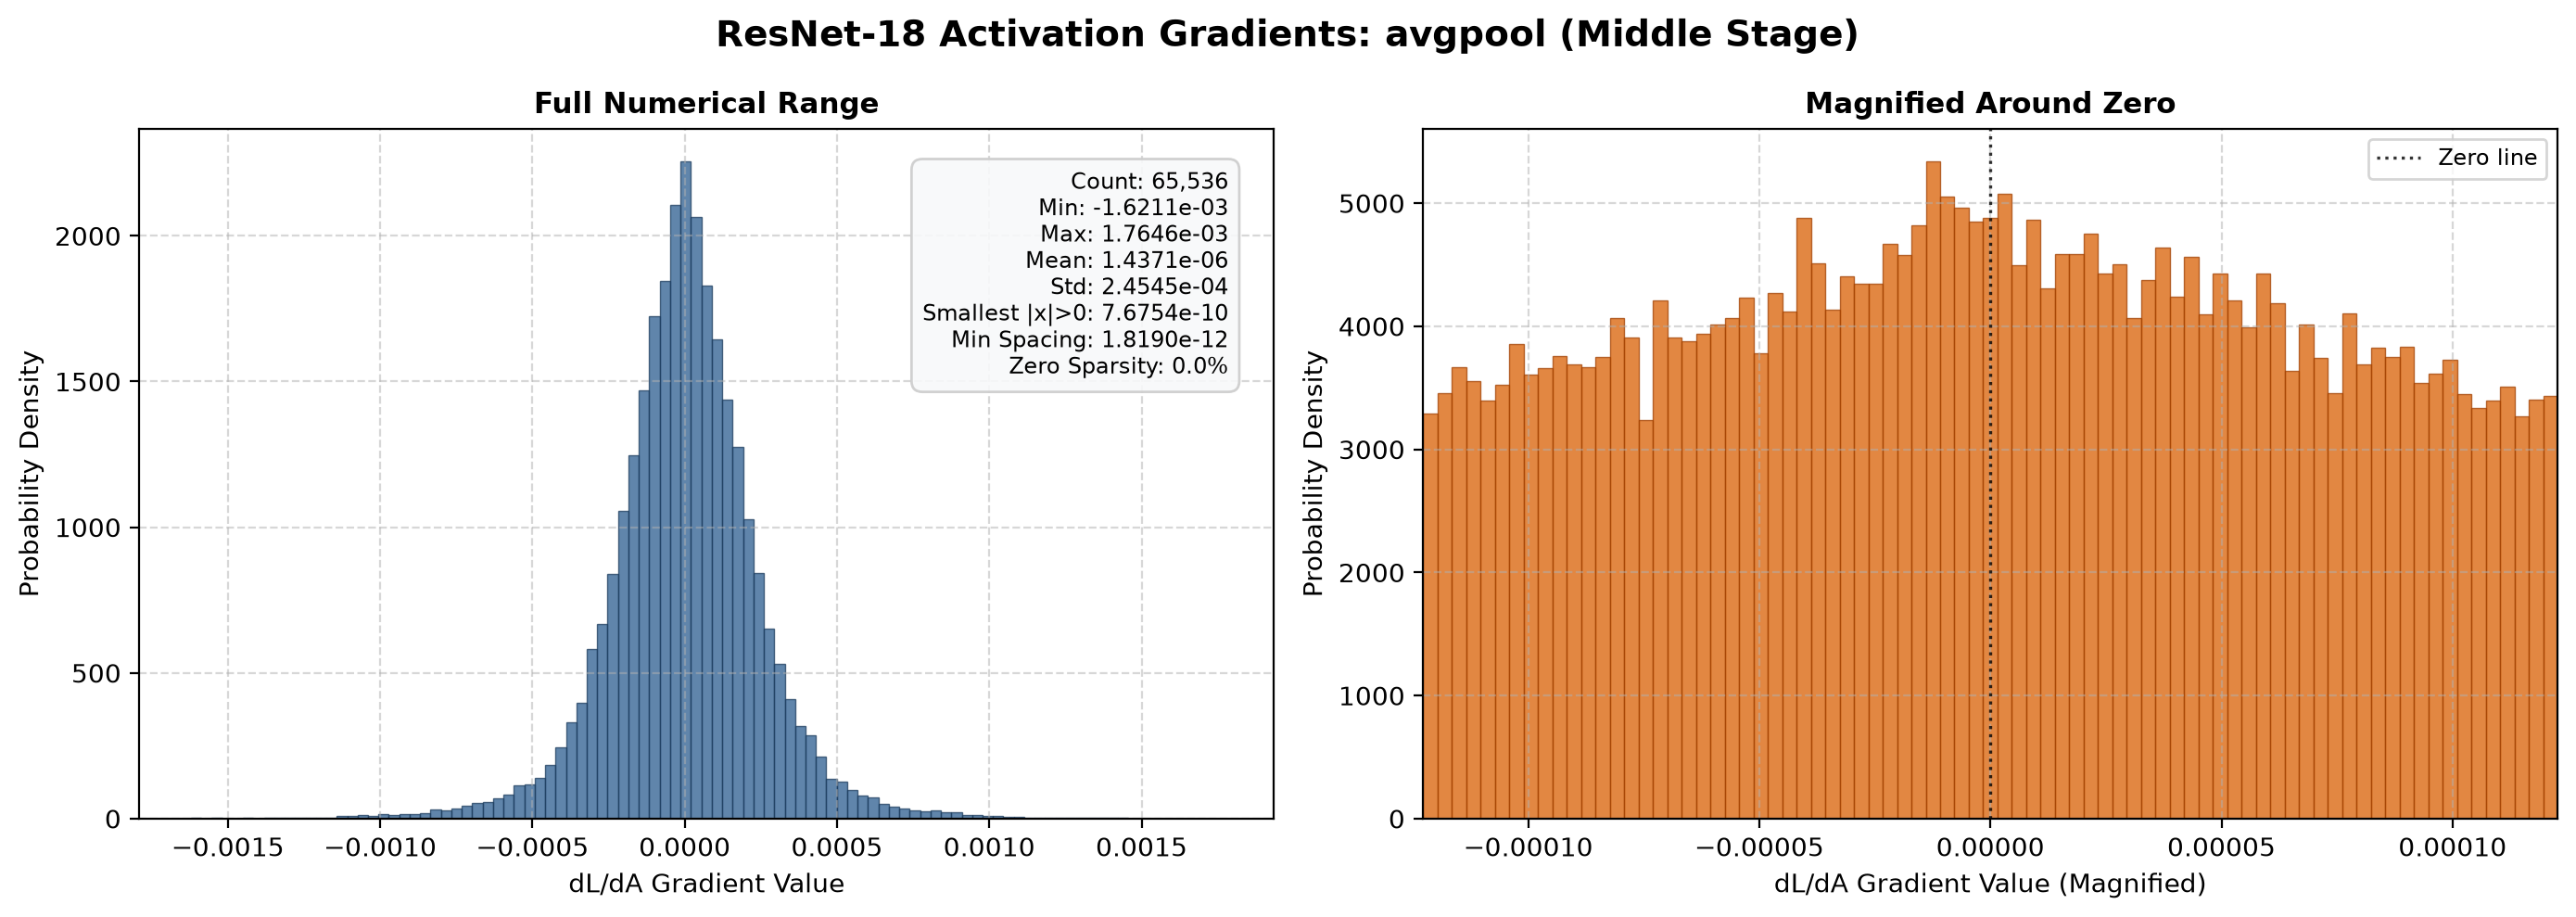 ResNet-18 Activation Gradients: avgpool (Middle Stage)
Full Numerical Range
Probability Density
2000
1500
1000
500
0
Count: 65,536
Min: -1.6211e-03
Max: 1.7646e-03
Mean: 1.4371e-06
Std: 2.4545e-04
Smallest |x|>0: 7.6754e-10
Min Spacing: 1.8190e-12
Zero Sparsity: 0.0%
−0.0015 −0.0010 −0.0005 0.0000 0.0005 0.0010 0.0015
dL/dA Gradient Value
Magnified Around Zero
Probability Density
5000
4000
3000
2000
1000
0
Zero line
−0.00010 −0.00005 0.00000 0.00005 0.00010
dL/dA Gradient Value (Magnified)